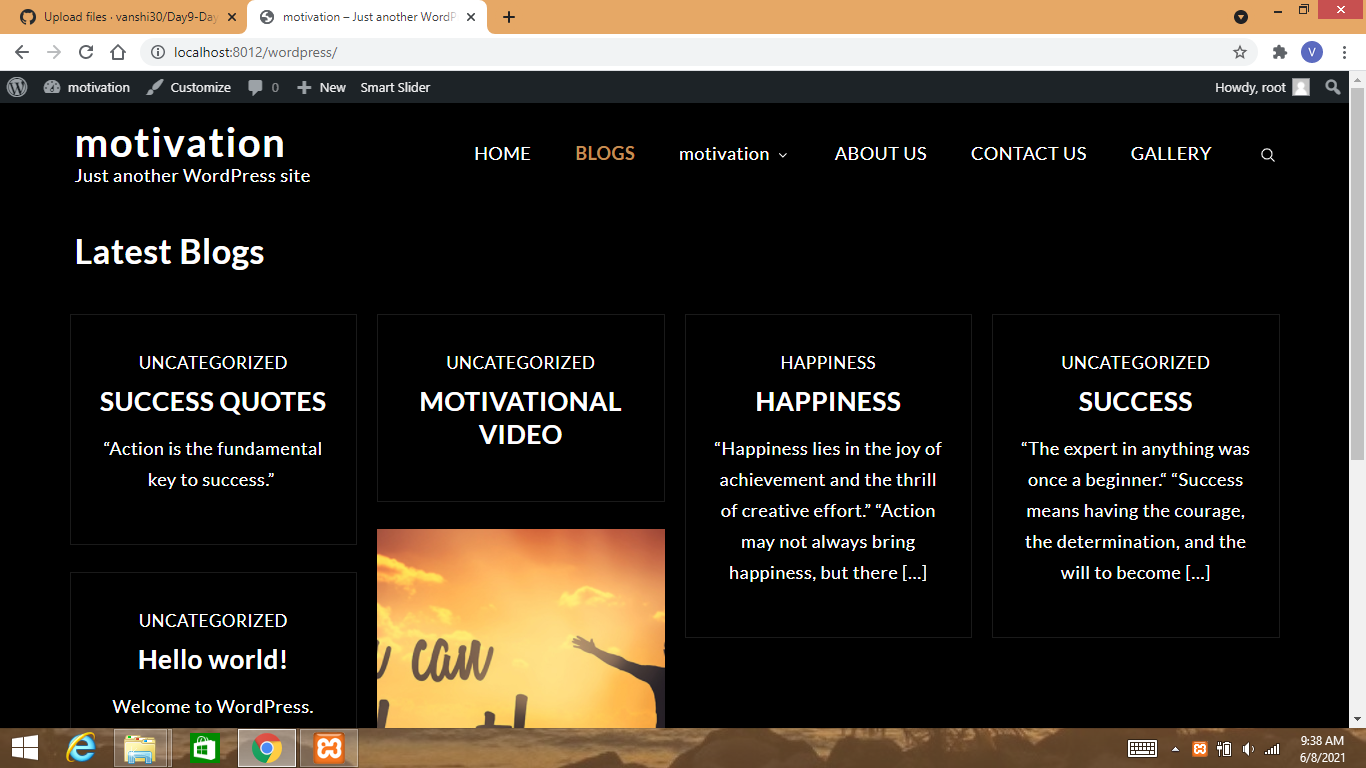 Upload files · vanshi30/Day9-Day
motivation – Just another WordP
localhost:8012/wordpress/
V
motivation
Customize
0
New
Smart Slider
Howdy, root
motivation
Just another WordPress site
HOME
BLOGS
motivation
ABOUT US
CONTACT US
GALLERY
Latest Blogs
UNCATEGORIZED
SUCCESS QUOTES
“Action is the fundamental
key to success.”
UNCATEGORIZED
MOTIVATIONAL
VIDEO
HAPPINESS
HAPPINESS
“Happiness lies in the joy of
achievement and the thrill
of creative effort.” “Action
may not always bring
happiness, but there […]
UNCATEGORIZED
SUCCESS
“The expert in anything was
once a beginner.“ “Success
means having the courage,
the determination, and the
will to become […]
UNCATEGORIZED
Hello world!
Welcome to WordPress.
can
9:38 AM
6/8/2021